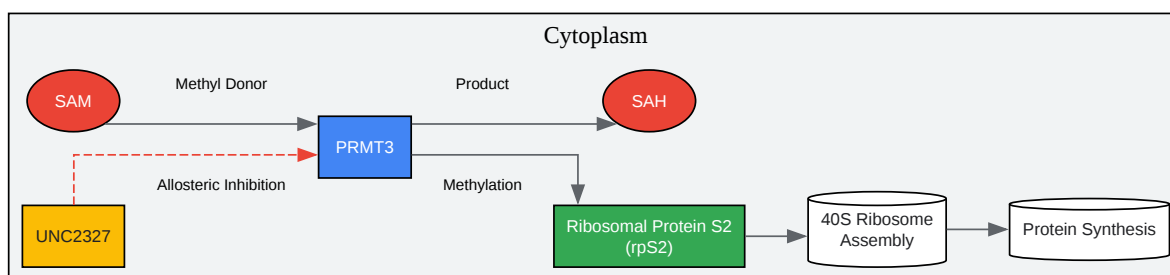 Cytoplasm
Methyl Donor
Product
SAM
SAH
PRMT3
Allosteric Inhibition
Methylation
UNC2327
Ribosomal Protein S2
(rpS2)
40S Ribosome
Assembly
Protein Synthesis